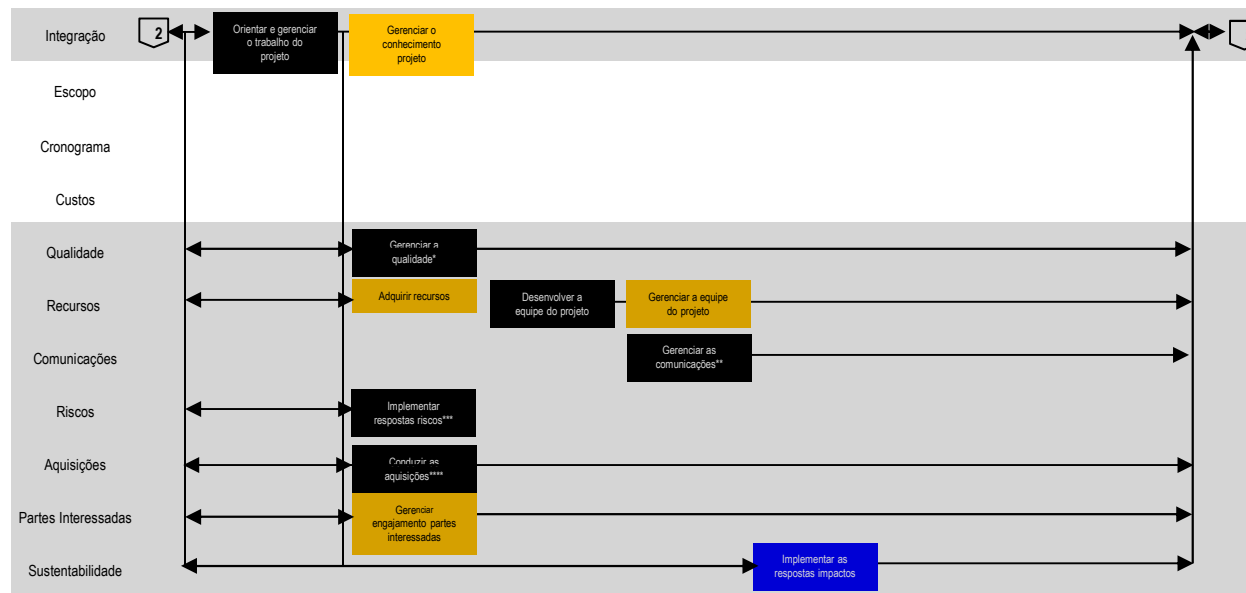 Integração
2
Orientar e gerenciar
o trabalho do
projeto
Gerenciar o
conhecimento
projeto
Escopo
Cronograma
Custos
Qualidade
Gerenciar a
qualidade*
Recursos
Adquirir recursos
Desenvolver a
equipe do projeto
Gerenciar a equipe
do projeto
Comunicações
Gerenciar as
comunicações**
Riscos
Implementar
respostas riscos***
Aquisições
Conduzir as
aquisições****
Partes Interessadas
Gerenciar
engajamento partes
interessadas
Sustentabilidade
Implementar as
respostas impactos